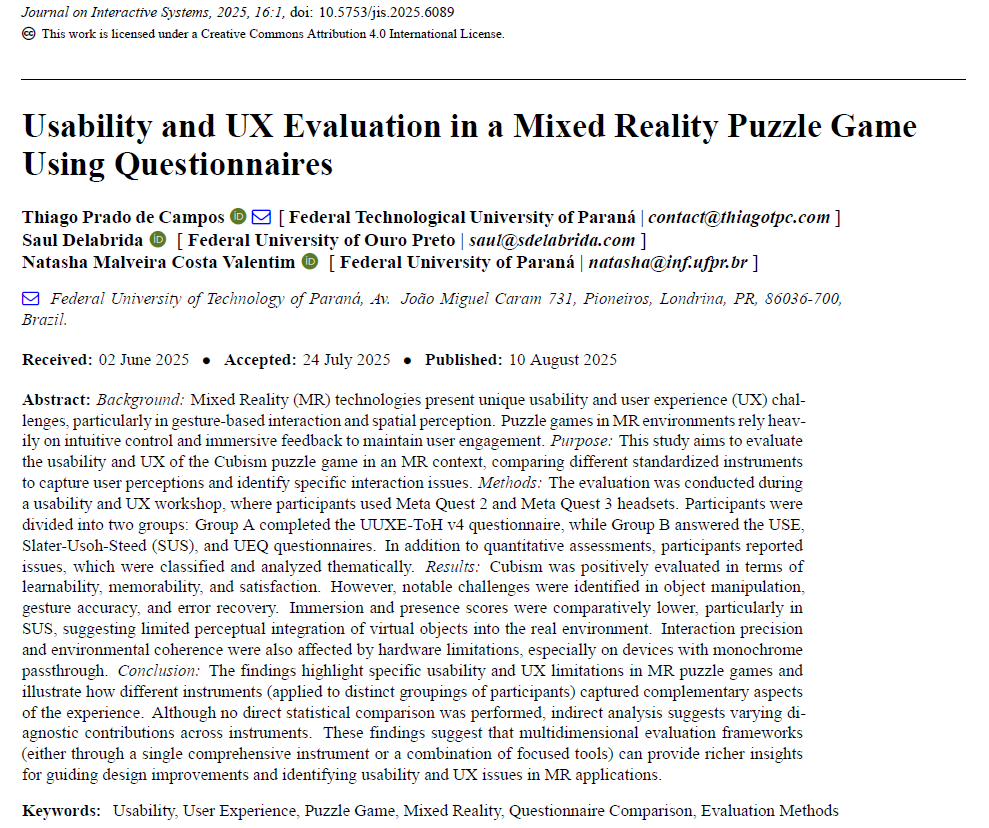 Journal on Interactive Systems, 2025, 16:1, doi: 10.5753/jis.2025.6089
This work is licensed under a Creative Commons Attribution 4.0 International License.
Usability and UX Evaluation in a Mixed Reality Puzzle Game
Using Questionnaires
Thiago Prado de Campos [ Federal Technological University of Paraná | contact@thiagotpc.com ]
Saul Delabrida [ Federal University of Ouro Preto | saul@sdelabrida.com ]
Natasha Malveira Costa Valentim [ Federal University of Paraná | natasha@inf.ufpr.br ]
Federal University of Technology of Paraná, Av. João Miguel Caram 731, Pioneiros, Londrina, PR, 86036-700,
Brazil.
Received: 02 June 2025 • Accepted: 24 July 2025 • Published: 10 August 2025
Abstract: Background: Mixed Reality (MR) technologies present unique usability and user experience (UX) chal-
lenges, particularly in gesture-based interaction and spatial perception. Puzzle games in MR environments rely heav-
ily on intuitive control and immersive feedback to maintain user engagement. Purpose: This study aims to evaluate
the usability and UX of the Cubism puzzle game in an MR context, comparing different standardized instruments
to capture user perceptions and identify specific interaction issues. Methods: The evaluation was conducted during
a usability and UX workshop, where participants used Meta Quest 2 and Meta Quest 3 headsets. Participants were
divided into two groups: Group A completed the UUXE-ToH v4 questionnaire, while Group B answered the USE,
Slater-Usoh-Steed (SUS), and UEQ questionnaires. In addition to quantitative assessments, participants reported
issues, which were classified and analyzed thematically. Results: Cubism was positively evaluated in terms of
learnability, memorability, and satisfaction. However, notable challenges were identified in object manipulation,
gesture accuracy, and error recovery. Immersion and presence scores were comparatively lower, particularly in
SUS, suggesting limited perceptual integration of virtual objects into the real environment. Interaction precision
and environmental coherence were also affected by hardware limitations, especially on devices with monochrome
passthrough. Conclusion: The findings highlight specific usability and UX limitations in MR puzzle games and
illustrate how different instruments (applied to distinct groupings of participants) captured complementary aspects
of the experience. Although no direct statistical comparison was performed, indirect analysis suggests varying di-
agnostic contributions across instruments. These findings suggest that multidimensional evaluation frameworks
(either through a single comprehensive instrument or a combination of focused tools) can provide richer insights
for guiding design improvements and identifying usability and UX issues in MR applications.
Keywords: Usability, User Experience, Puzzle Game, Mixed Reality, Questionnaire Comparison, Evaluation Methods